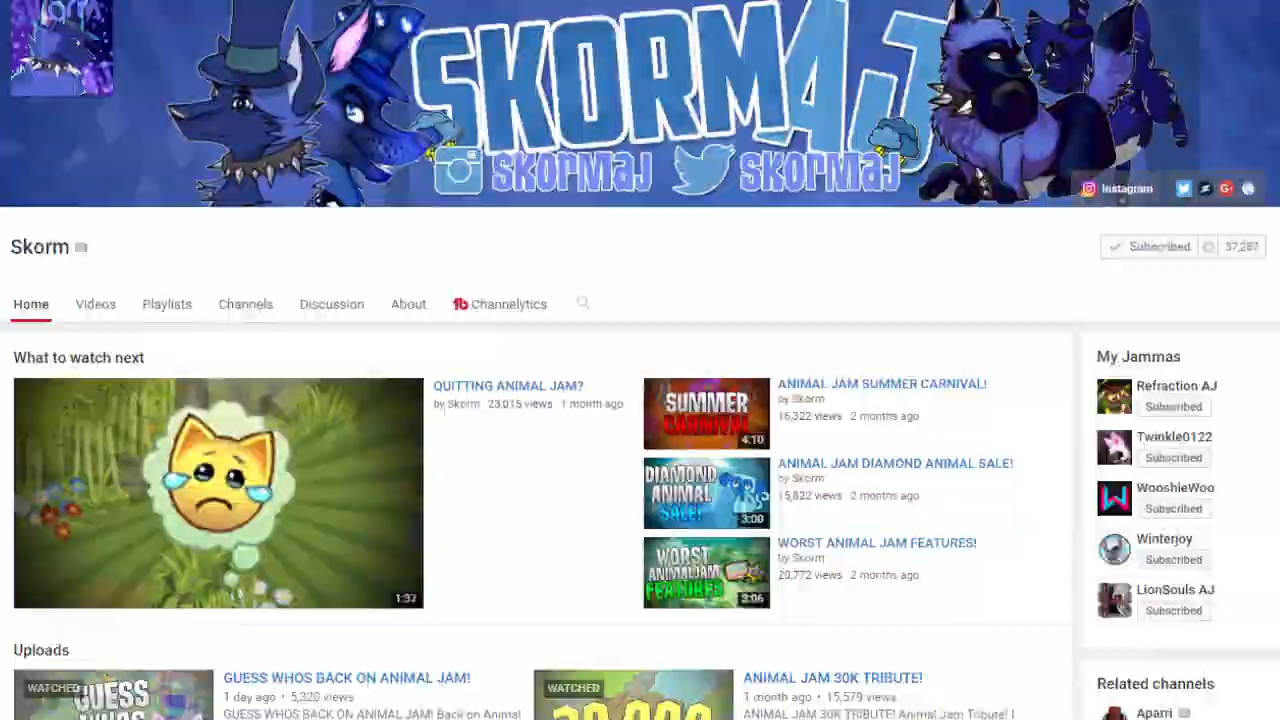 SKORM
SKORMAJ
SKORMAJ SKORMAJ
Instagram
Skorm
Subscribed 37,287
Home Videos Playlists Channels Discussion About Channelytics
What to watch next
My Jammas
QUITTING ANIMAL JAM?
by Skorm 23,015 views 1 month ago
1:37
SUMMER
CARNIVAL
4:10
ANIMAL JAM SUMMER CARNIVAL!
by Skorm
16,322 views 2 months ago
DIAMOND
ANIMAL
SALE!
3:00
ANIMAL JAM DIAMOND ANIMAL SALE!
by Skorm
15,822 views 2 months ago
WORST
ANIMALJAM
FEATURES
3:06
WORST ANIMAL JAM FEATURES!
by Skorm
20,772 views 2 months ago
Refraction AJ
Subscribed
Twinkle0122
Subscribed
WooshieWoo
Subscribed
Winterjoy
Subscribed
LionSouls AJ
Subscribed
Uploads
WATCHED
GUESS
WHOS
GUESS WHOS BACK ON ANIMAL JAM!
1 day ago • 5,320 views
GUESS WHOS BACK ON ANIMAL JAM! Back on Animal
WATCHED
30,000
ANIMAL JAM 30K TRIBUTE!
1 month ago • 15,579 views
ANIMAL JAM 30K TRIBUTE! Animal Jam Tribute! I
Related channels
Aparri